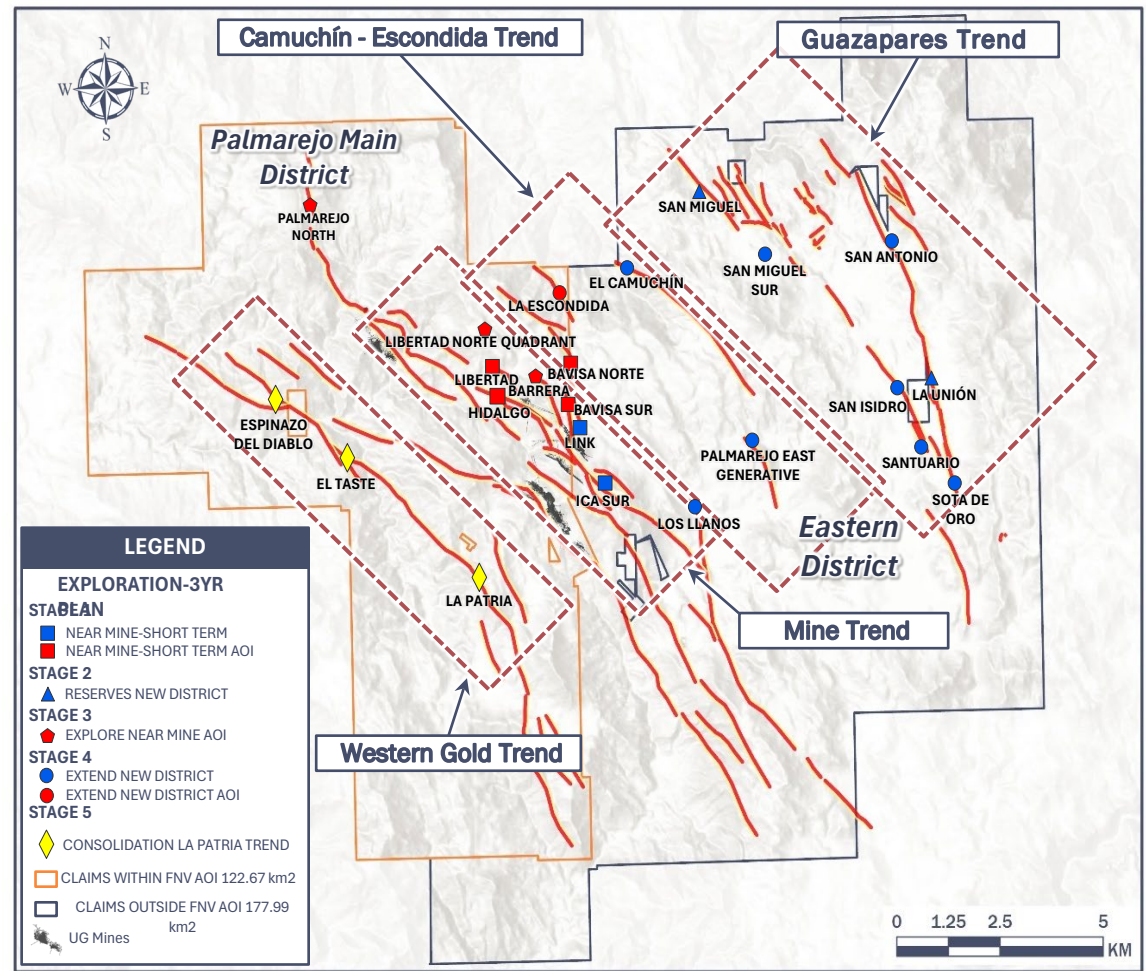 Camuchín - Escondida Trend
Guazapares Trend
N
W
E
S
Palmarejo Main
District
PALMAREJO
NORTH
SAN MIGUEL
SAN MIGUEL
SUR
SAN ANTONIO
EL CAMUCHÍN
LA ESCONDIDA
LIBERTAD NORTE QUADRANT
LIBERTAD
BARRERA
BAVISA NORTE
HIDALGO
BAVISA SUR
LINK
LA UNIÓN
SAN ISIDRO
ESPINAZO
DEL DIABLO
EL TASTE
PALMAREJO EAST
GENERATIVE
SANTUARIO
SOTA DE
ORO
ICA SUR
LOS LLANOS
Eastern
District
LA PATRIA
Mine Trend
Western Gold Trend
LEGEND
EXPLORATION-3YR
PLAN
STAGE 1
NEAR MINE-SHORT TERM
NEAR MINE-SHORT TERM AOI
STAGE 2
RESERVES NEW DISTRICT
STAGE 3
EXPLORE NEAR MINE AOI
STAGE 4
EXTEND NEW DISTRICT
EXTEND NEW DISTRICT AOI
STAGE 5
CONSOLIDATION LA PATRIA TREND
CLAIMS WITHIN FNV AOI 122.67 km2
CLAIMS OUTSIDE FNV AOI 177.99
km2
UG Mines
0 1.25 2.5 5
KM